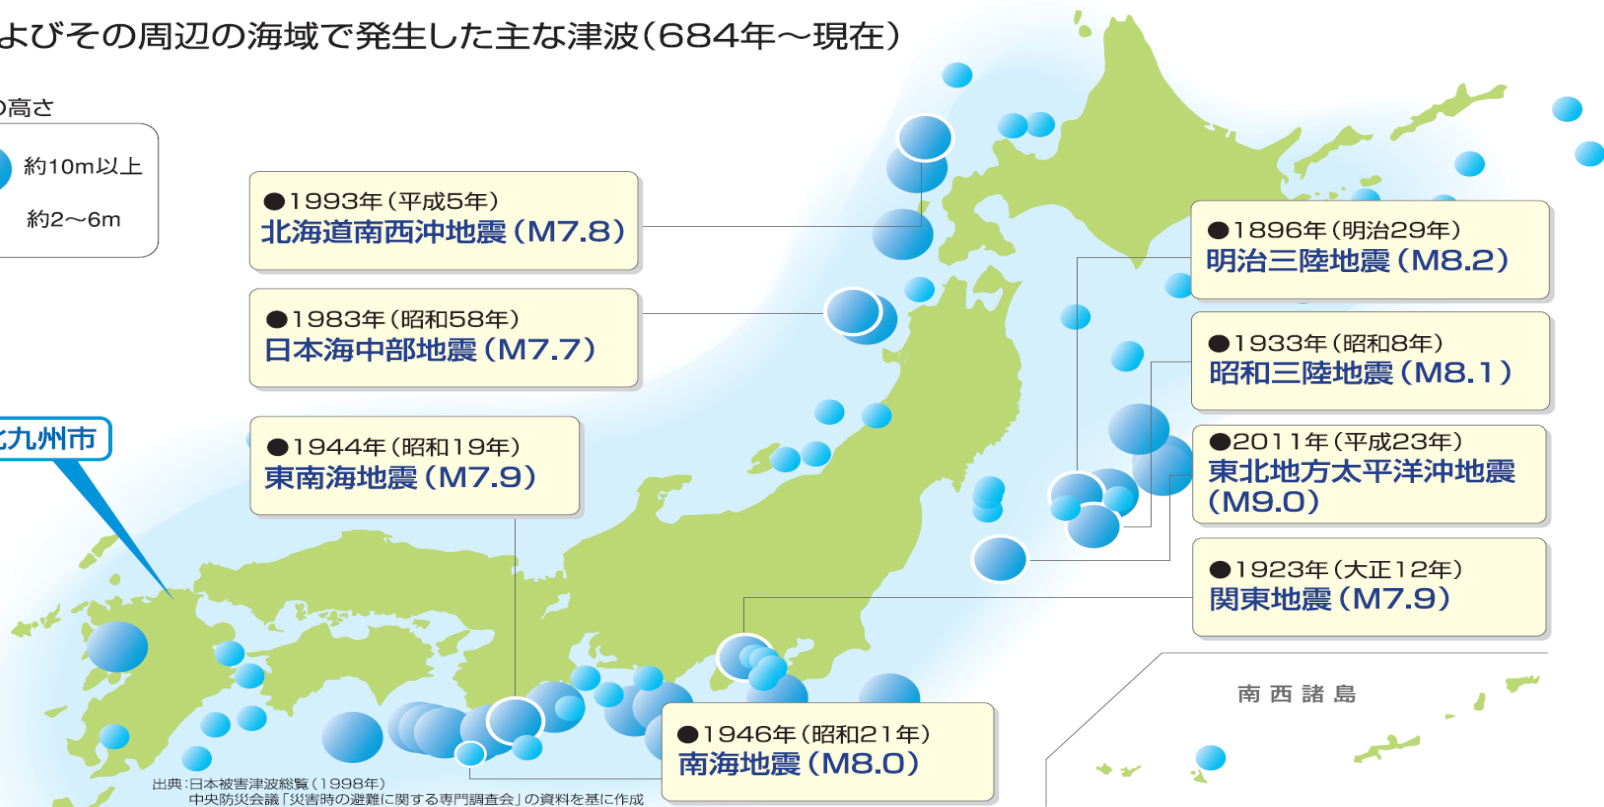 よびその周辺の海域で発生した主な津波(684年～現在)
の高さ
約10m以上
約2～6m
●1993年(平成5年)
北海道南西沖地震(M7.8)
●1983年(昭和58年)
日本海中部地震(M7.7)
●1944年(昭和19年)
東南海地震(M7.9)
九州市
●1896年(明治29年)
明治三陸地震(M8.2)
●1933年(昭和8年)
昭和三陸地震(M8.1)
●2011年(平成23年)
東北地方太平洋沖地震
(M9.0)
●1923年(大正12年)
関東地震(M7.9)
●1946年(昭和21年)
南海地震(M8.0)
南西諸島
出典:日本被害津波総覧(1998年)
中央防災会議「災害時の避難に関する専門調査会」の資料を基に作成